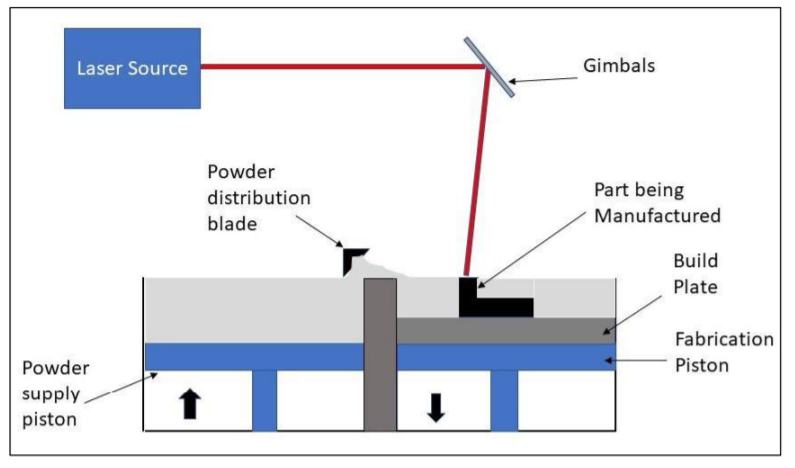 Laser Source
Gimbals
Powder
distribution
blade
Part being
Manufactured
Build
Plate
Fabrication
Piston
Powder
supply
piston